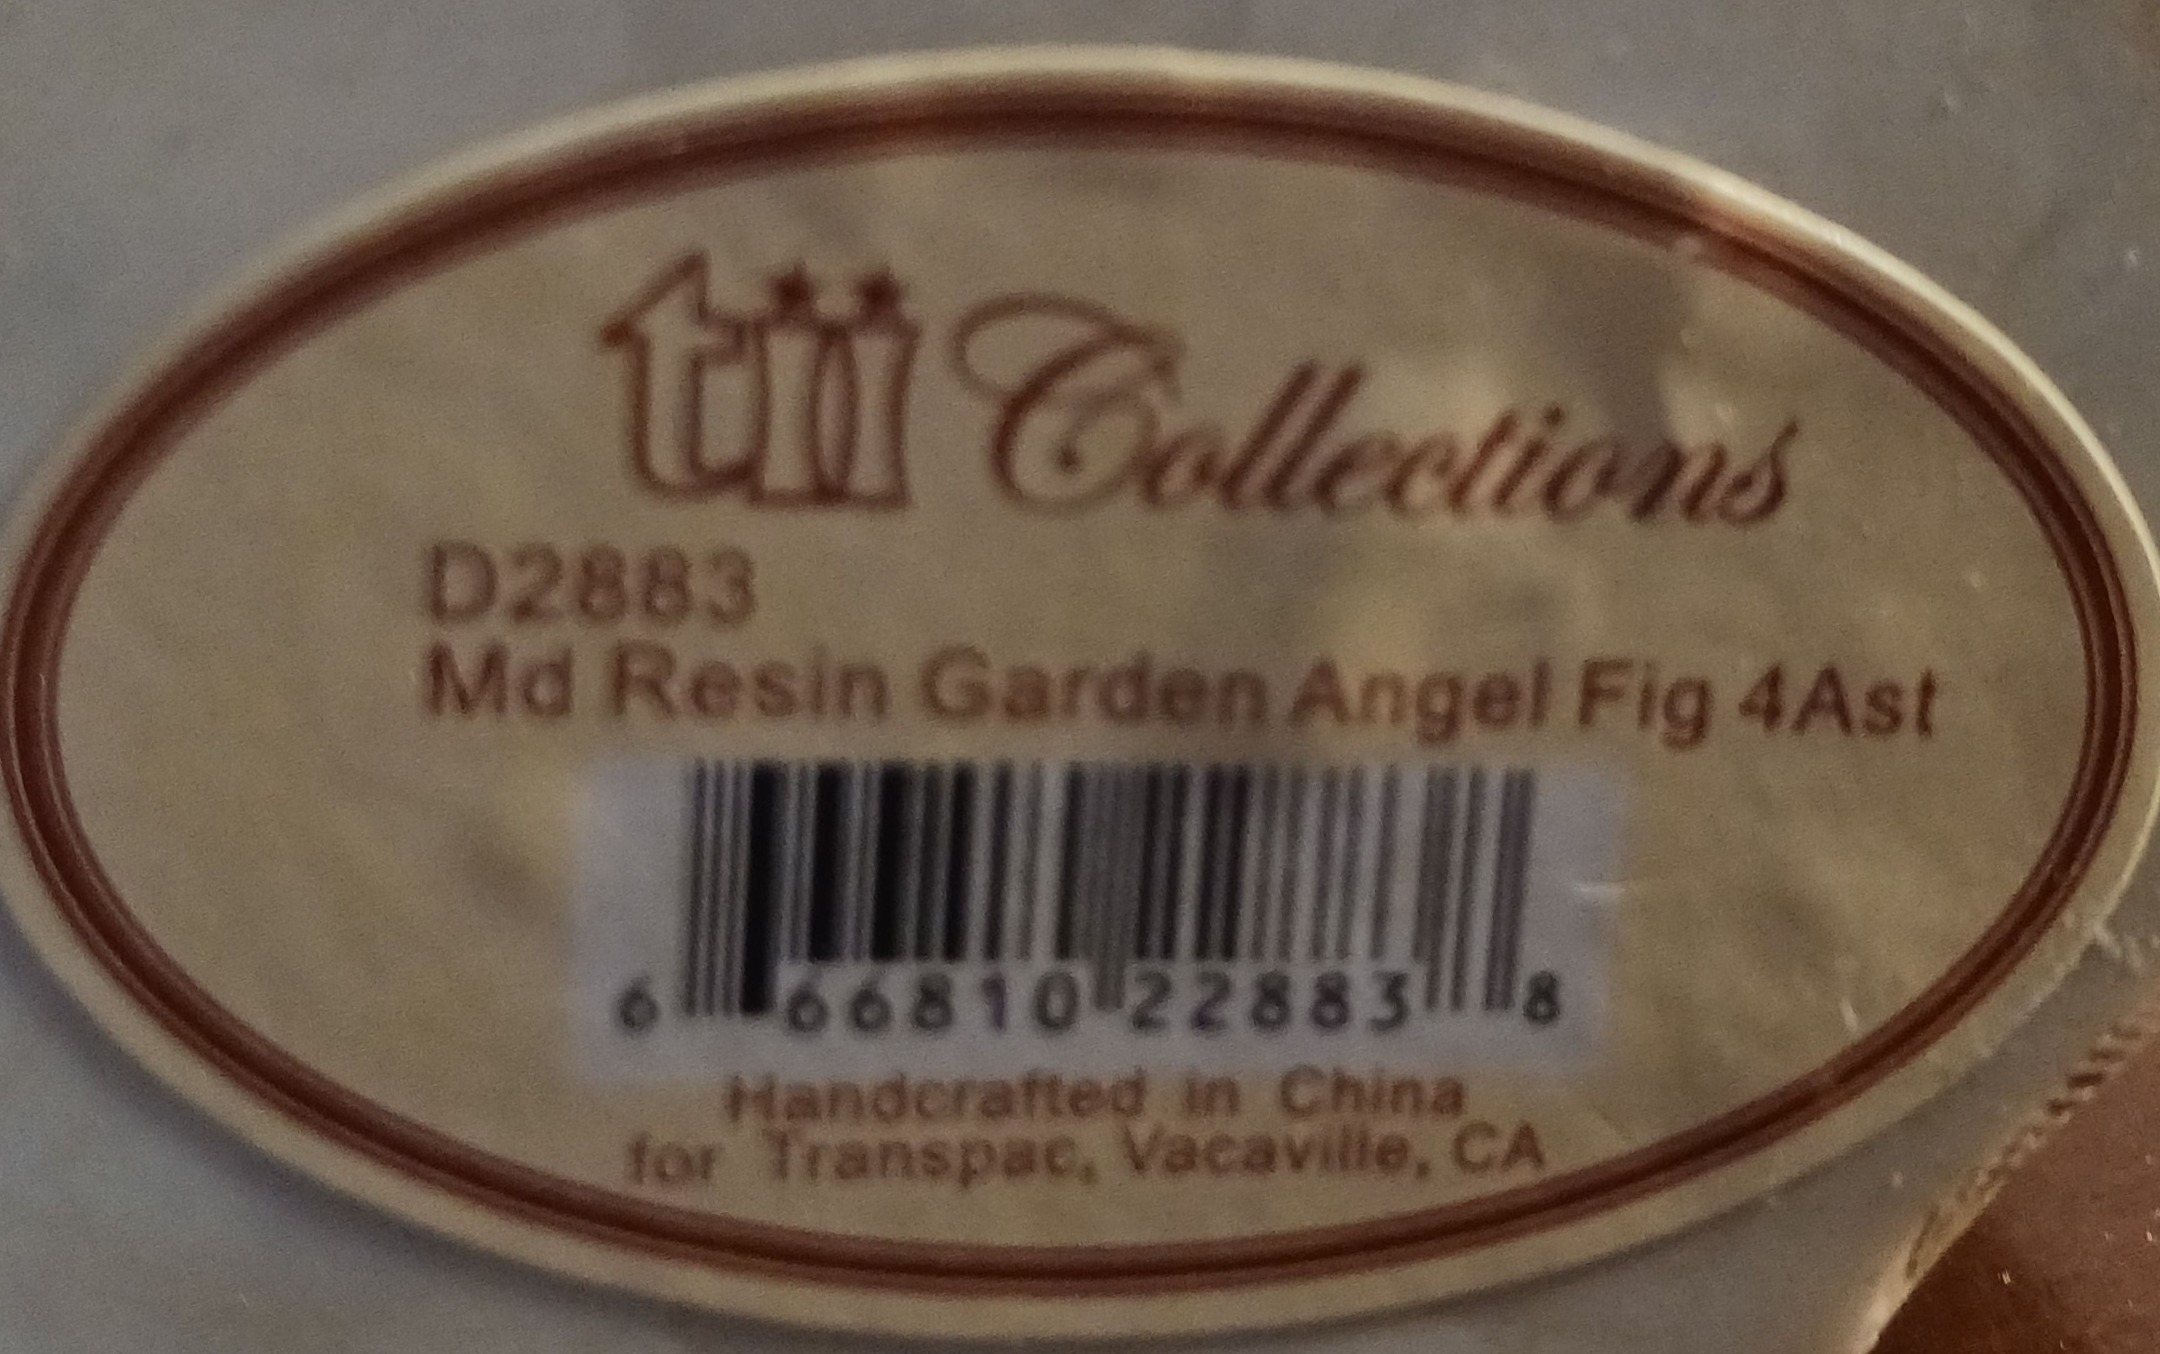 tii Collections
D2883
Md Resin Garden Angel Fig 4Ast
6 66810 22883 8
Handcrafted in China
for Transpac, Vacaville, CA